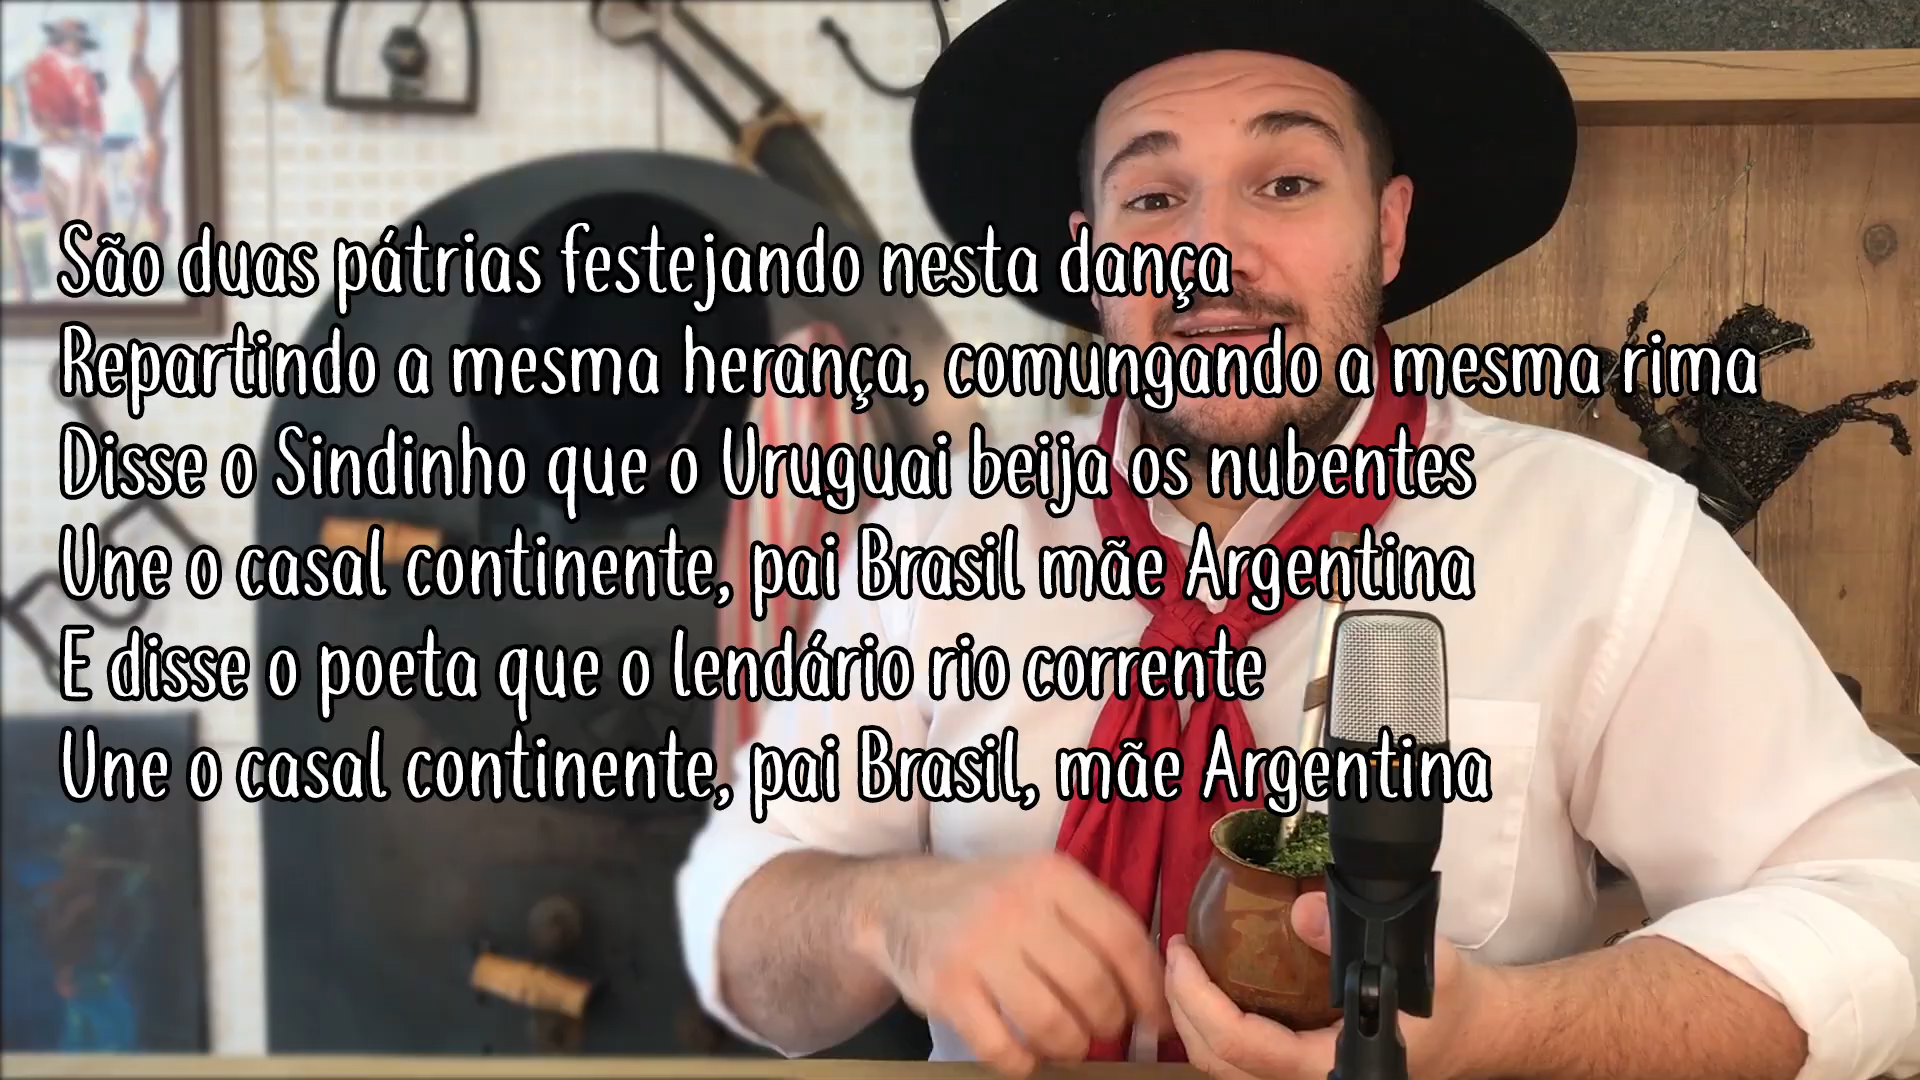 São duas pátrias festejando nesta dança
Repartindo a mesma herança, comungando a mesma rima
Disse o Sindinho que o Uruguai beija os nubentes
Une o casal continente, pai Brasil mãe Argentina
E disse o poeta que o lendário rio corrente
Une o casal continente, pai Brasil, mãe Argentina